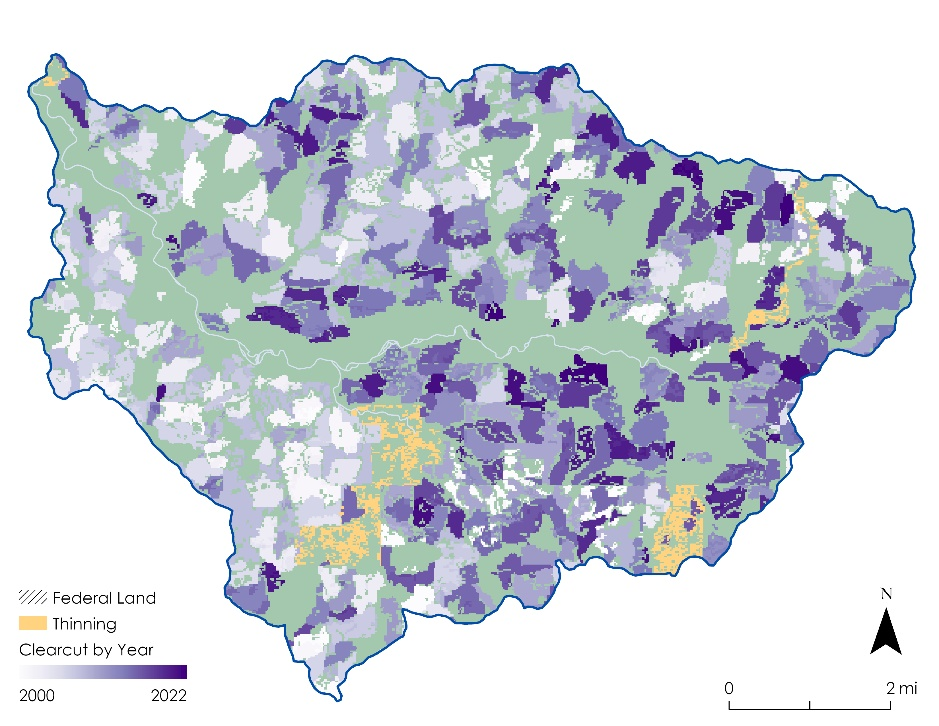 Federal Land
Thinning
Clearcut by Year
2000 2022
N
0 2 mi